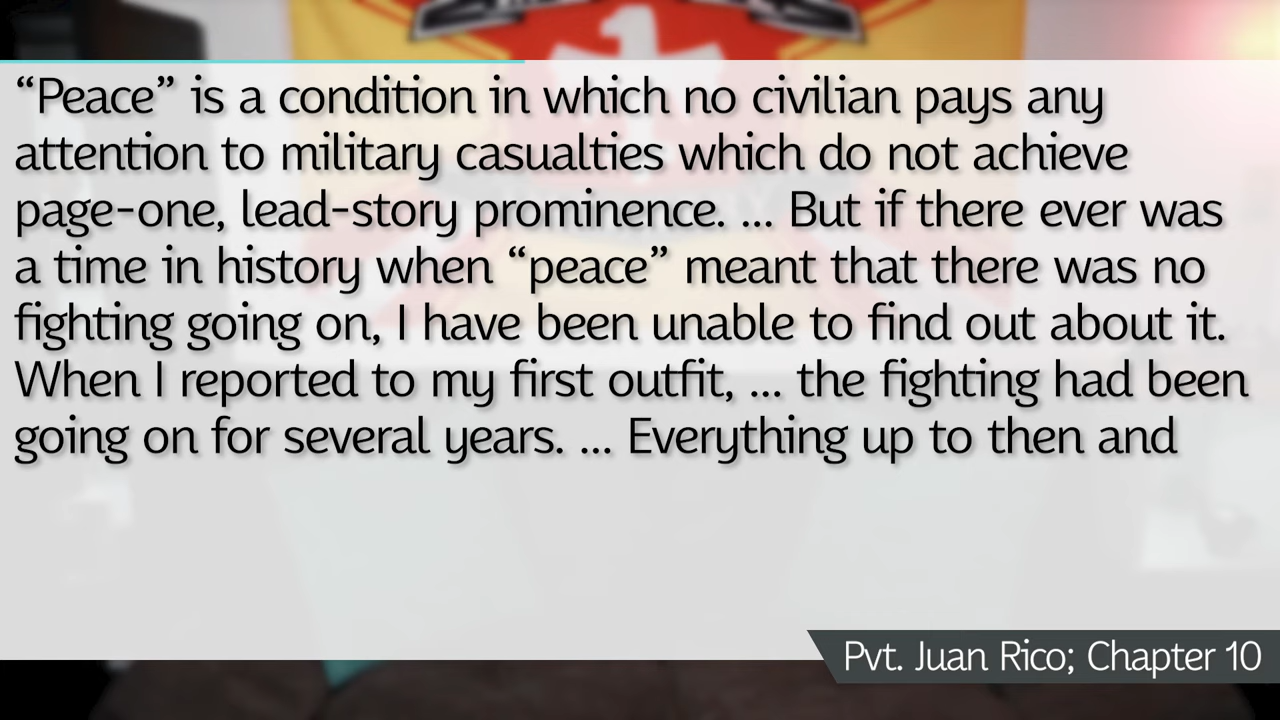 “Peace” is a condition in which no civilian pays any
attention to military casualties which do not achieve
page-one, lead-story prominence. ... But if there ever was
a time in history when “peace” meant that there was no
fighting going on, I have been unable to find out about it.
When I reported to my first outfit, ... the fighting had been
going on for several years. ... Everything up to then and
Pvt. Juan Rico; Chapter 10